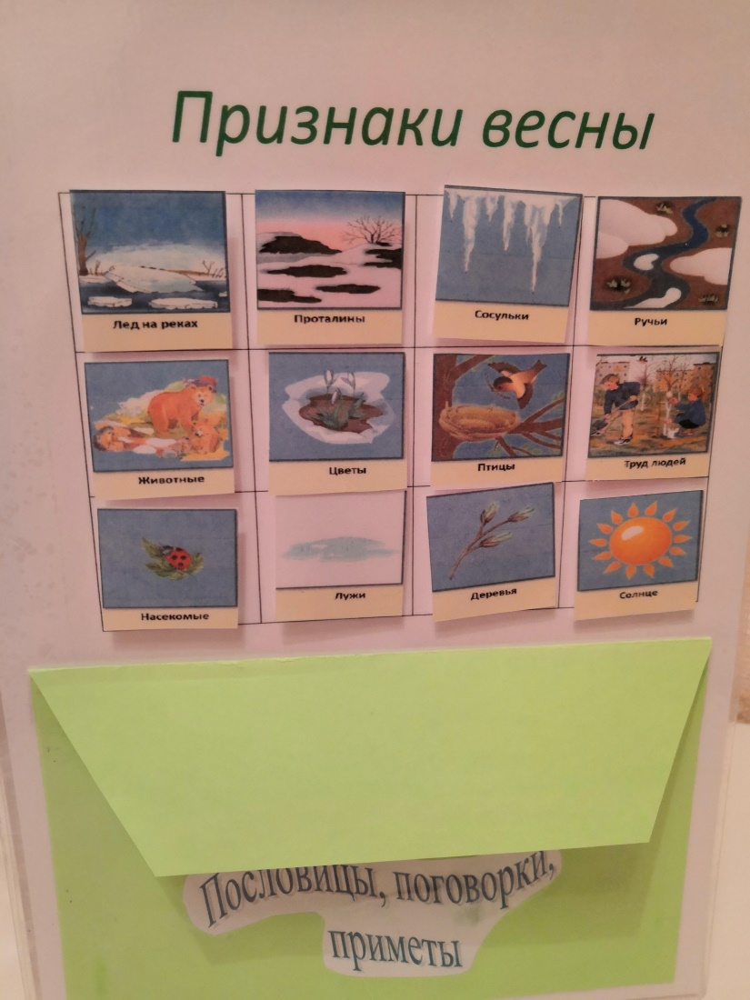 Признаки весны
Лед на реках
Проталины
Сосульки
Ручьи
Животные
Цветы
Птицы
Труд людей
Насекомые
Лужи
Деревья
Солнце
Пословицы, поговорки,
приметы